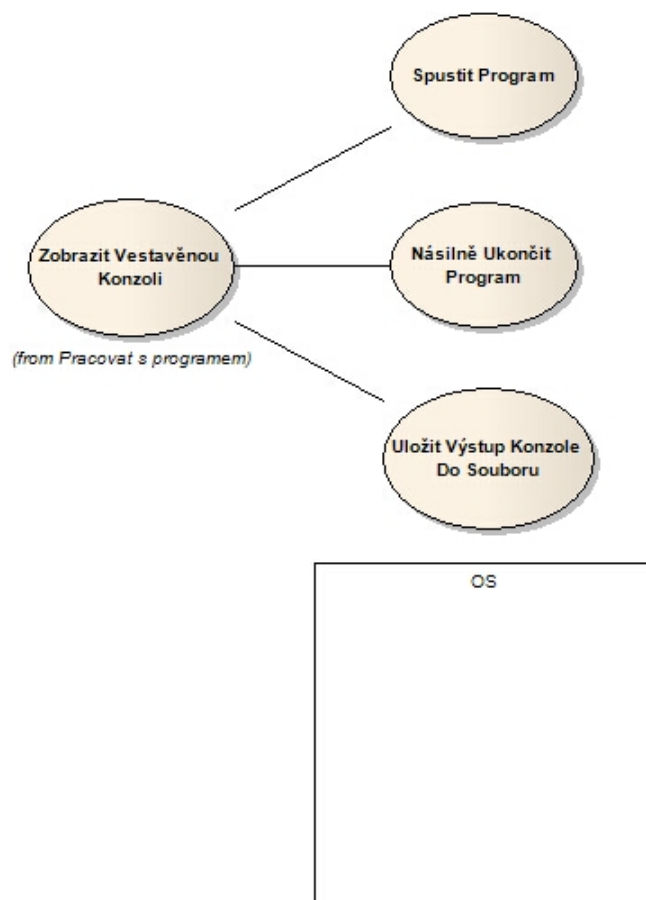 Spustit Program
Zobrazit Vestavěnou
Konzoli
(from Pracovat s programem)
Násilně Ukončit
Program
Uložit Výstup Konzole
Do Souboru
OS